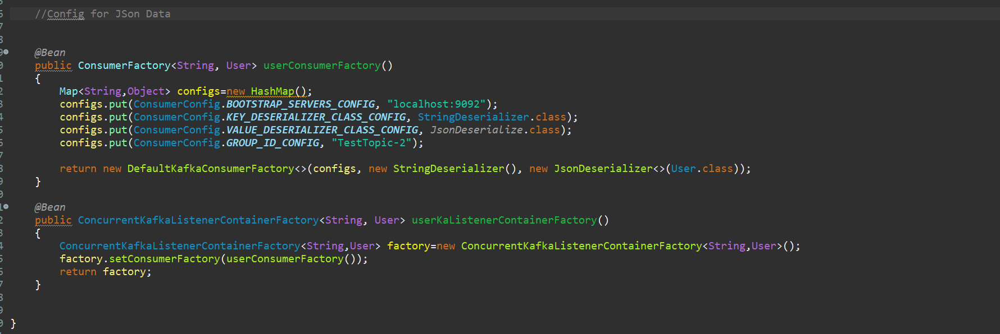 //Config for JSon Data
@Bean
public ConsumerFactory<String, User> userConsumerFactory()
{
Map<String,Object> configs=new HashMap();
configs.put(ConsumerConfig.BOOTSTRAP_SERVERS_CONFIG, "localhost:9092");
configs.put(ConsumerConfig.KEY_DESERIALIZER_CLASS_CONFIG, StringDeserializer.class);
configs.put(ConsumerConfig.VALUE_DESERIALIZER_CLASS_CONFIG, JsonDeserialize.class);
configs.put(ConsumerConfig.GROUP_ID_CONFIG, "TestTopic-2");
return new DefaultKafkaConsumerFactory<>(configs, new StringDeserializer(), new JsonDeserializer<>(User.class));
}
@Bean
public ConcurrentKafkaListenerContainerFactory<String, User> userKaListenerContainerFactory()
{
ConcurrentKafkaListenerContainerFactory<String,User> factory=new ConcurrentKafkaListenerContainerFactory<String,User>();
factory.setConsumerFactory(userConsumerFactory());
return factory;
}
}